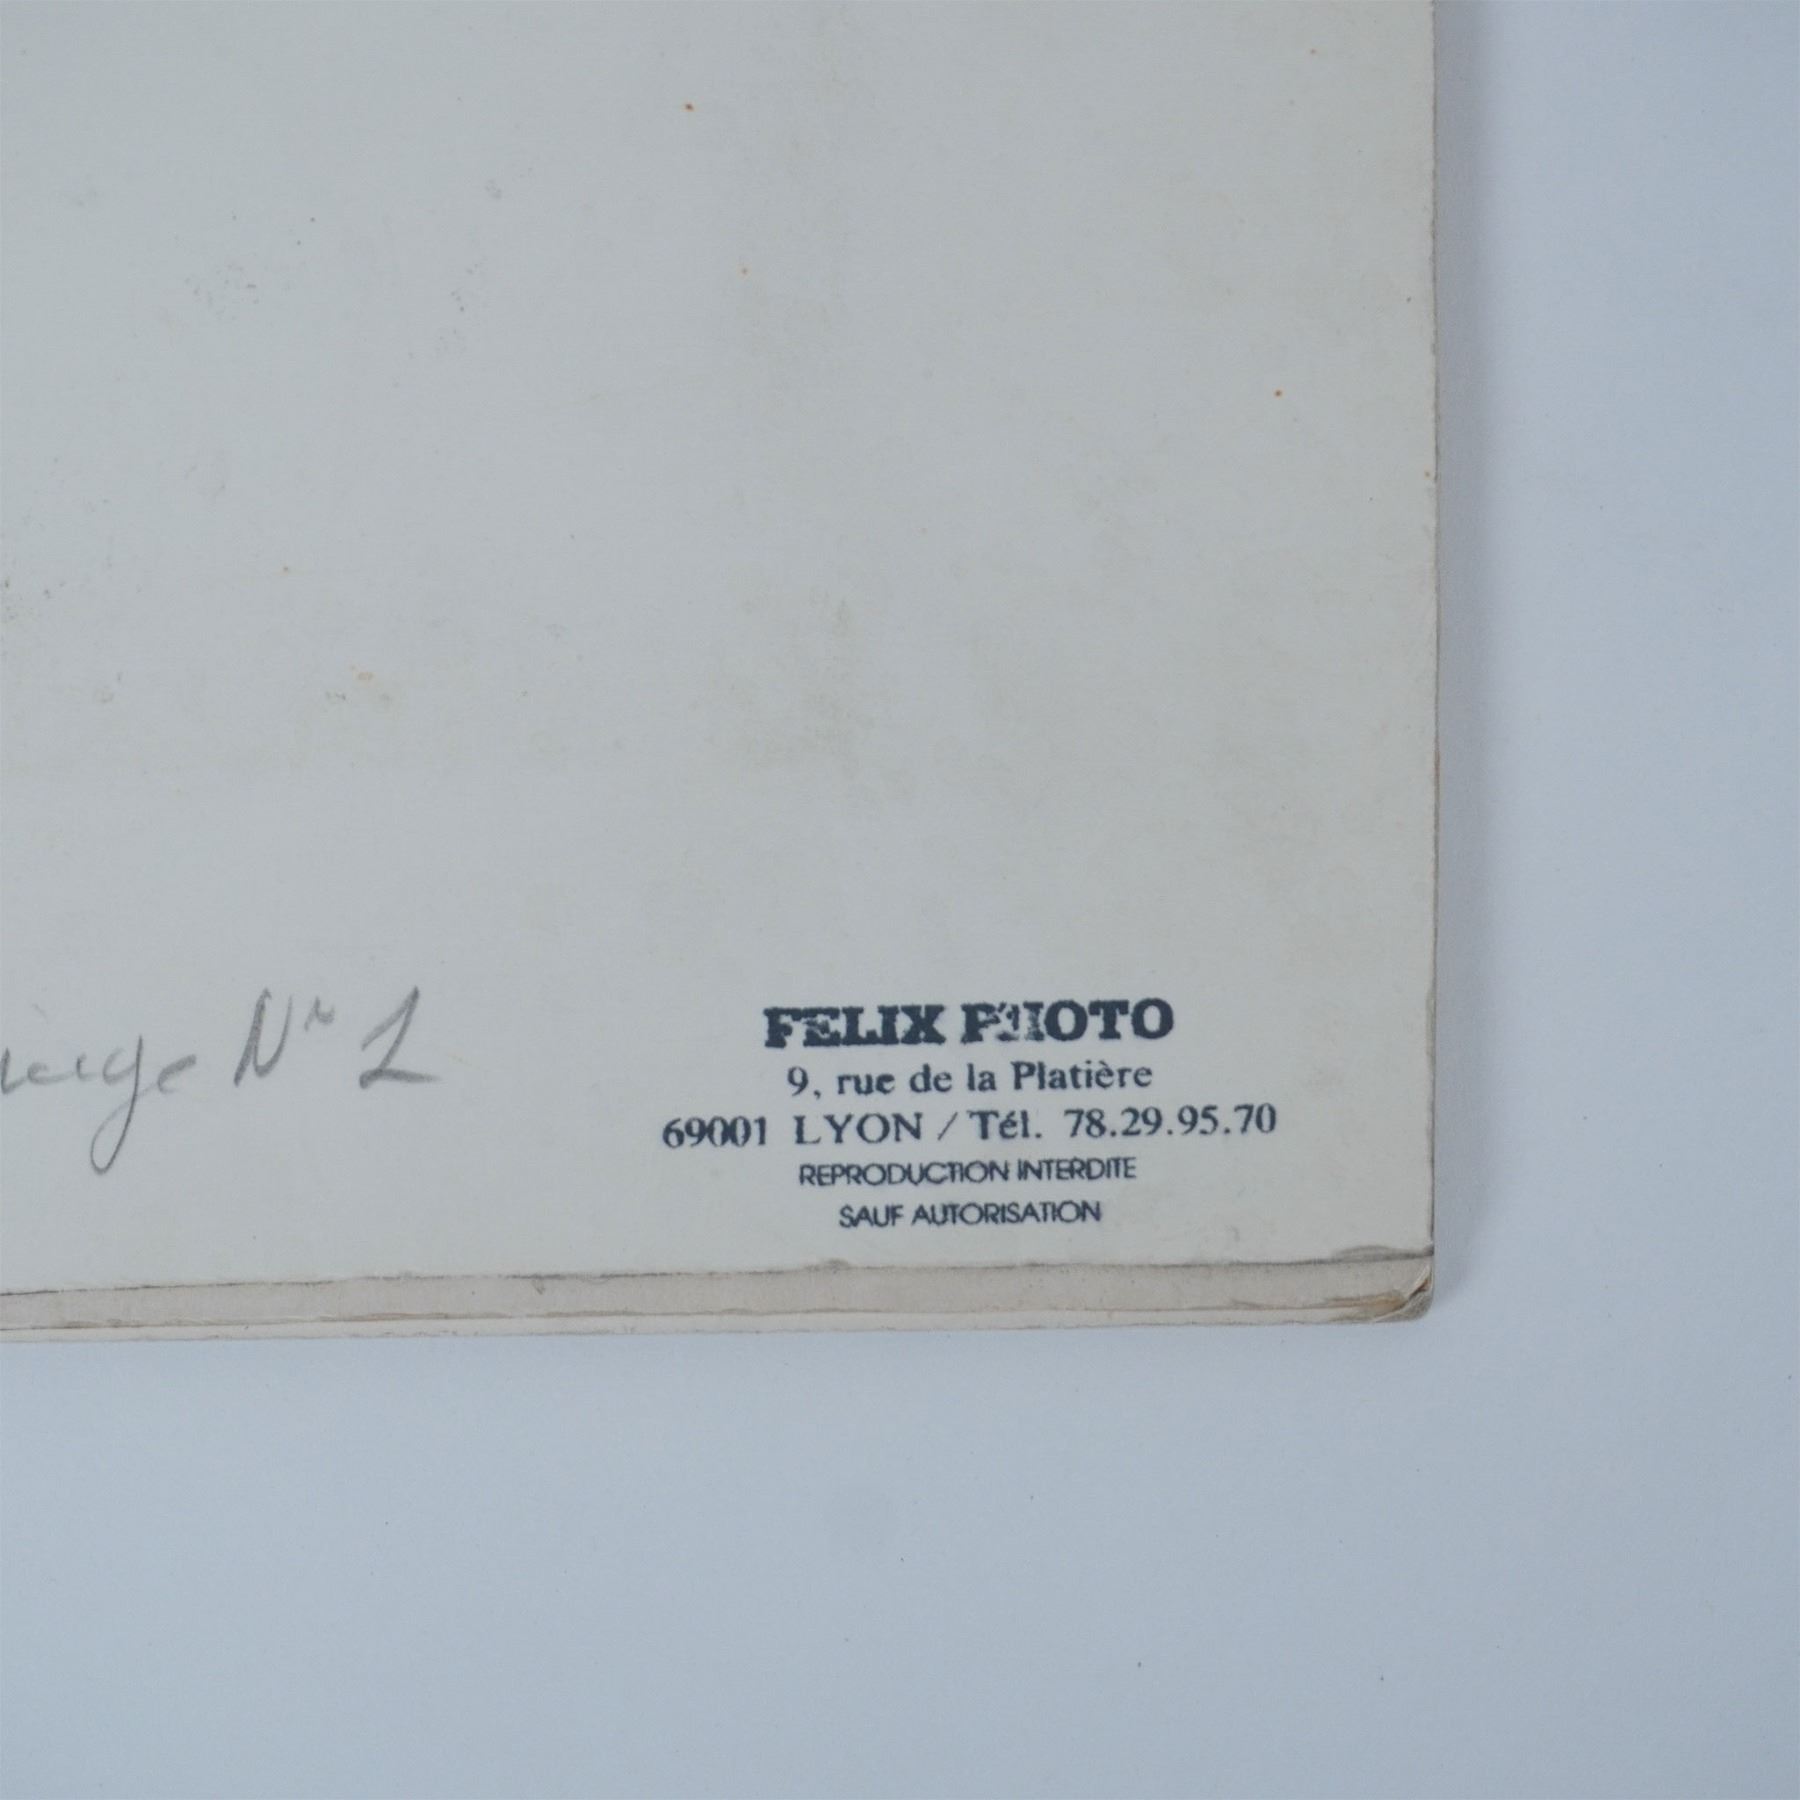 Nr 1
FELIX PHOTO
9, rue de la Platière
69001 LYON / Tél. 78.29.95.70
REPRODUCTION INTERDITE
SAUF AUTORISATION